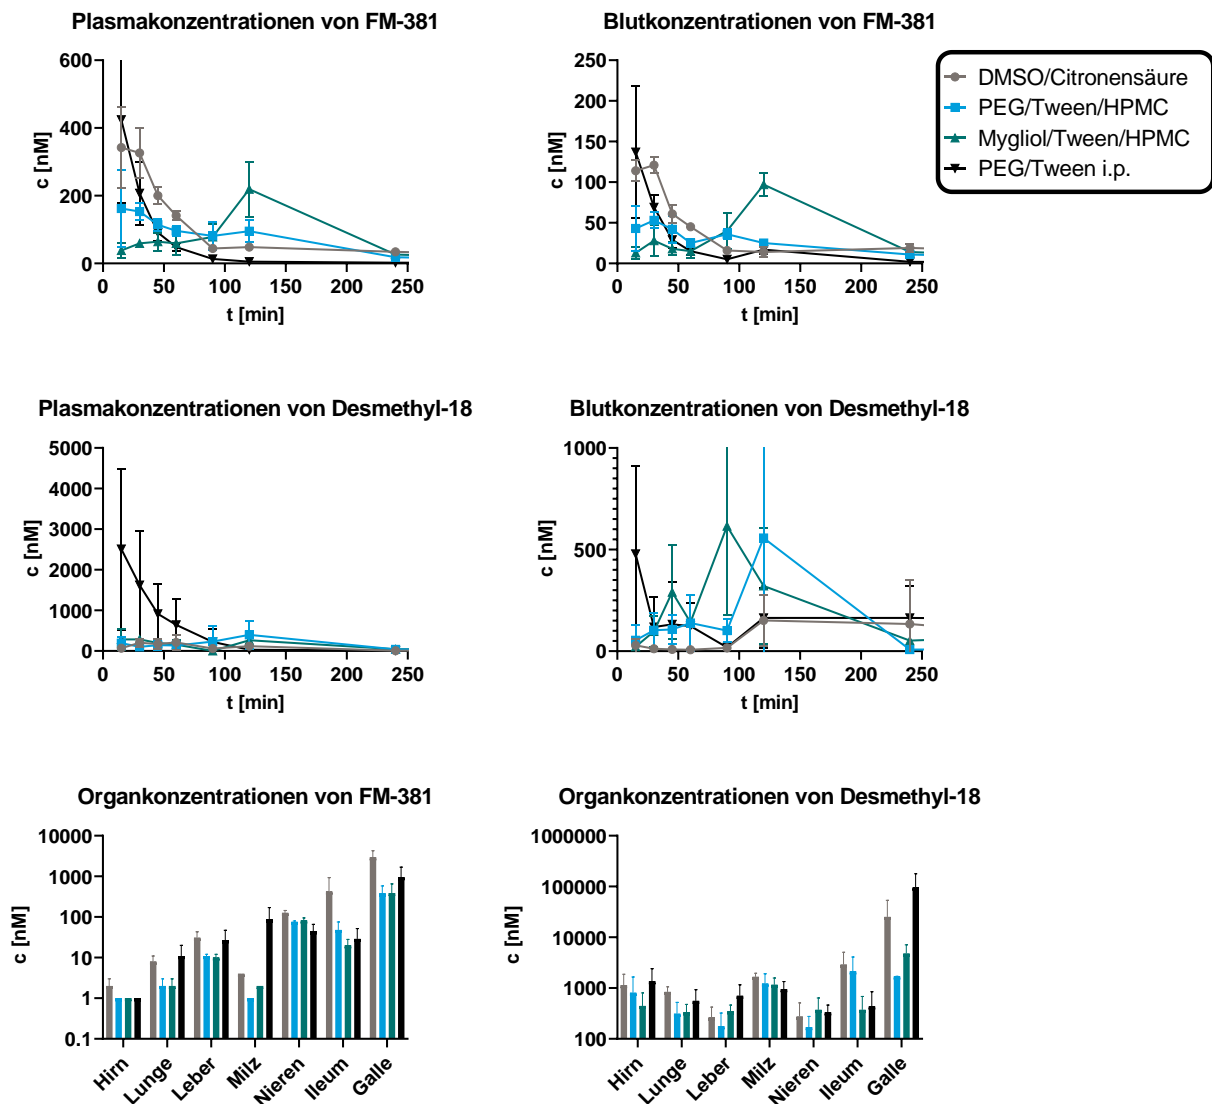 Plasmakonzentrationen von FM-381
Blutkonzentrationen von FM-381
600
400
200
0
c [nM]
0 50 100 150 200 250
t [min]
250
200
150
100
50
0
c [nM]
0 50 100 150 200 250
t [min]
DMSO/Citronensäure
PEG/Tween/HPMC
Mygliol/Tween/HPMC
PEG/Tween i.p.
Plasmakonzentrationen von Desmethyl-18
Blutkonzentrationen von Desmethyl-18
5000
4000
3000
2000
1000
0
c [nM]
0 50 100 150 200 250
t [min]
1000
500
0
c [nM]
0 50 100 150 200 250
t [min]
Organkonzentrationen von FM-381
Organkonzentrationen von Desmethyl-18
10000
1000
100
10
1
0.1
c [nM]
Hirn Lunge Leber Milz Nieren Ileum Galle
1000000
100000
10000
1000
100
c [nM]
Hirn Lunge Leber Milz Nieren Ileum Galle